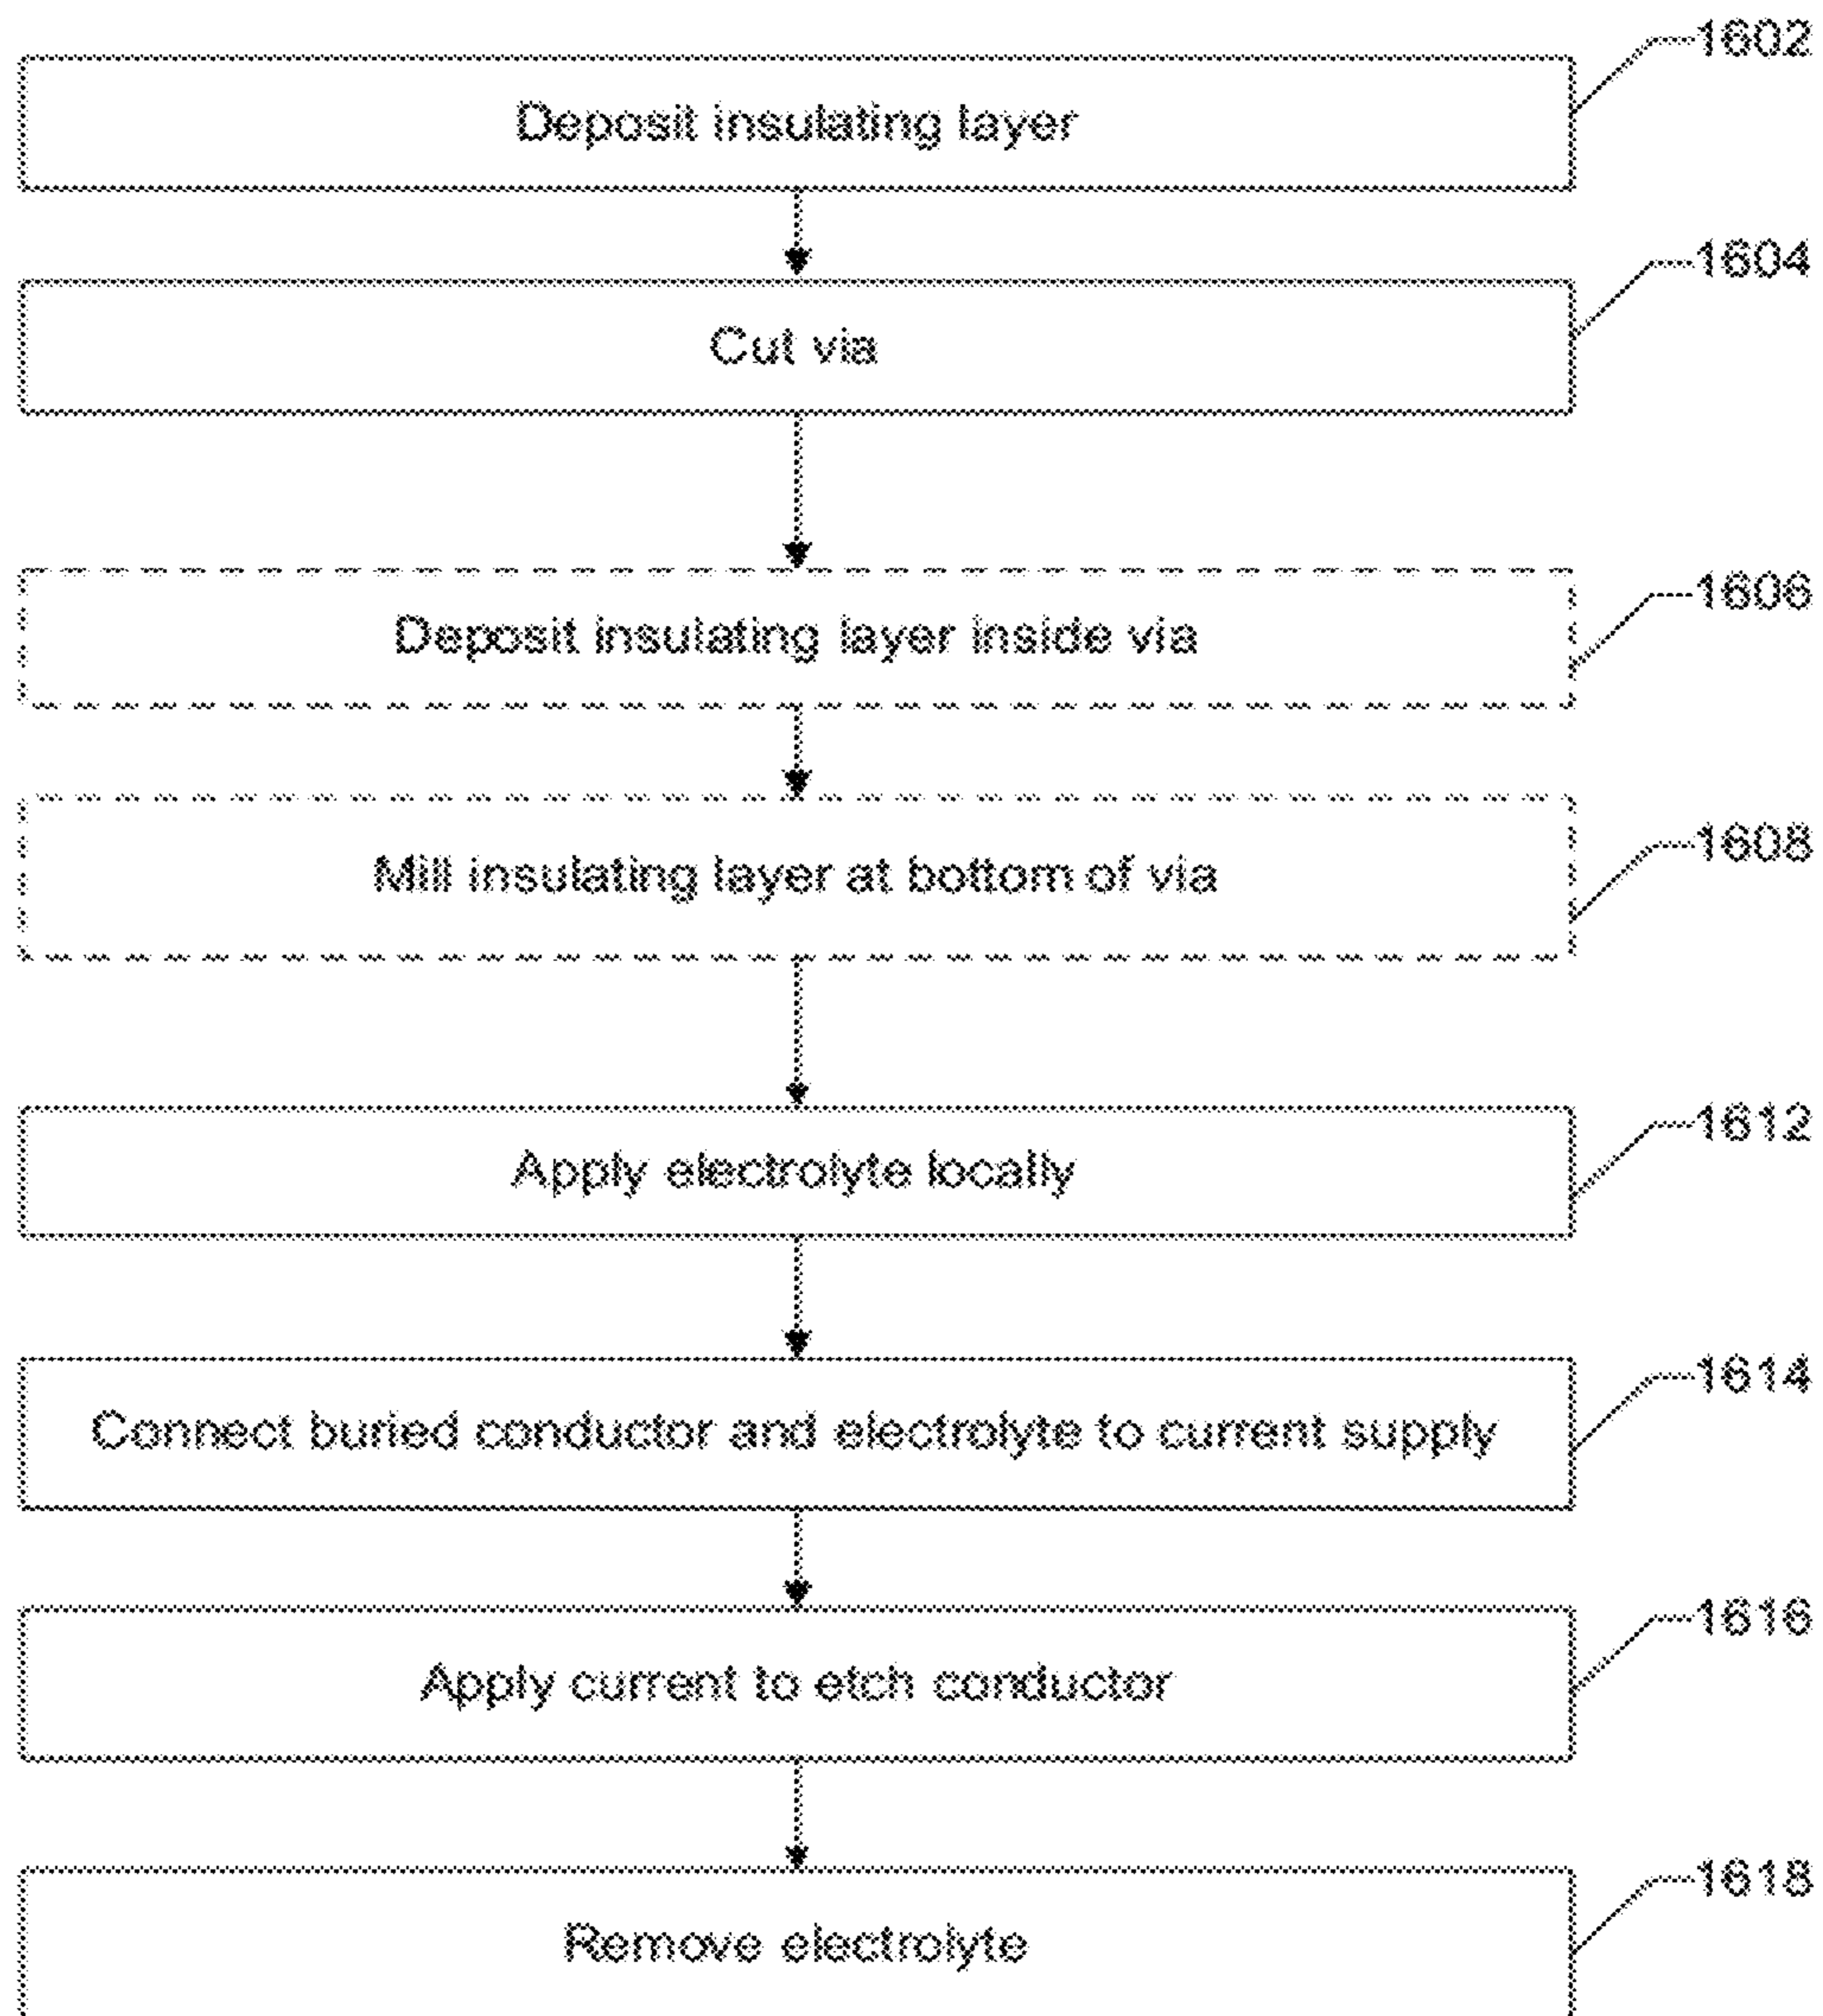 1602
Deposit insulating layer
1604
Cut via
1606
Deposit insulating layer inside via
1608
Mill insulating layer at bottom of via
1612
Apply electrolyte locally
1614
Connect buried conductor and electrolyte to current supply
1616
Apply current to etch conductor
1618
Remove electrolyte